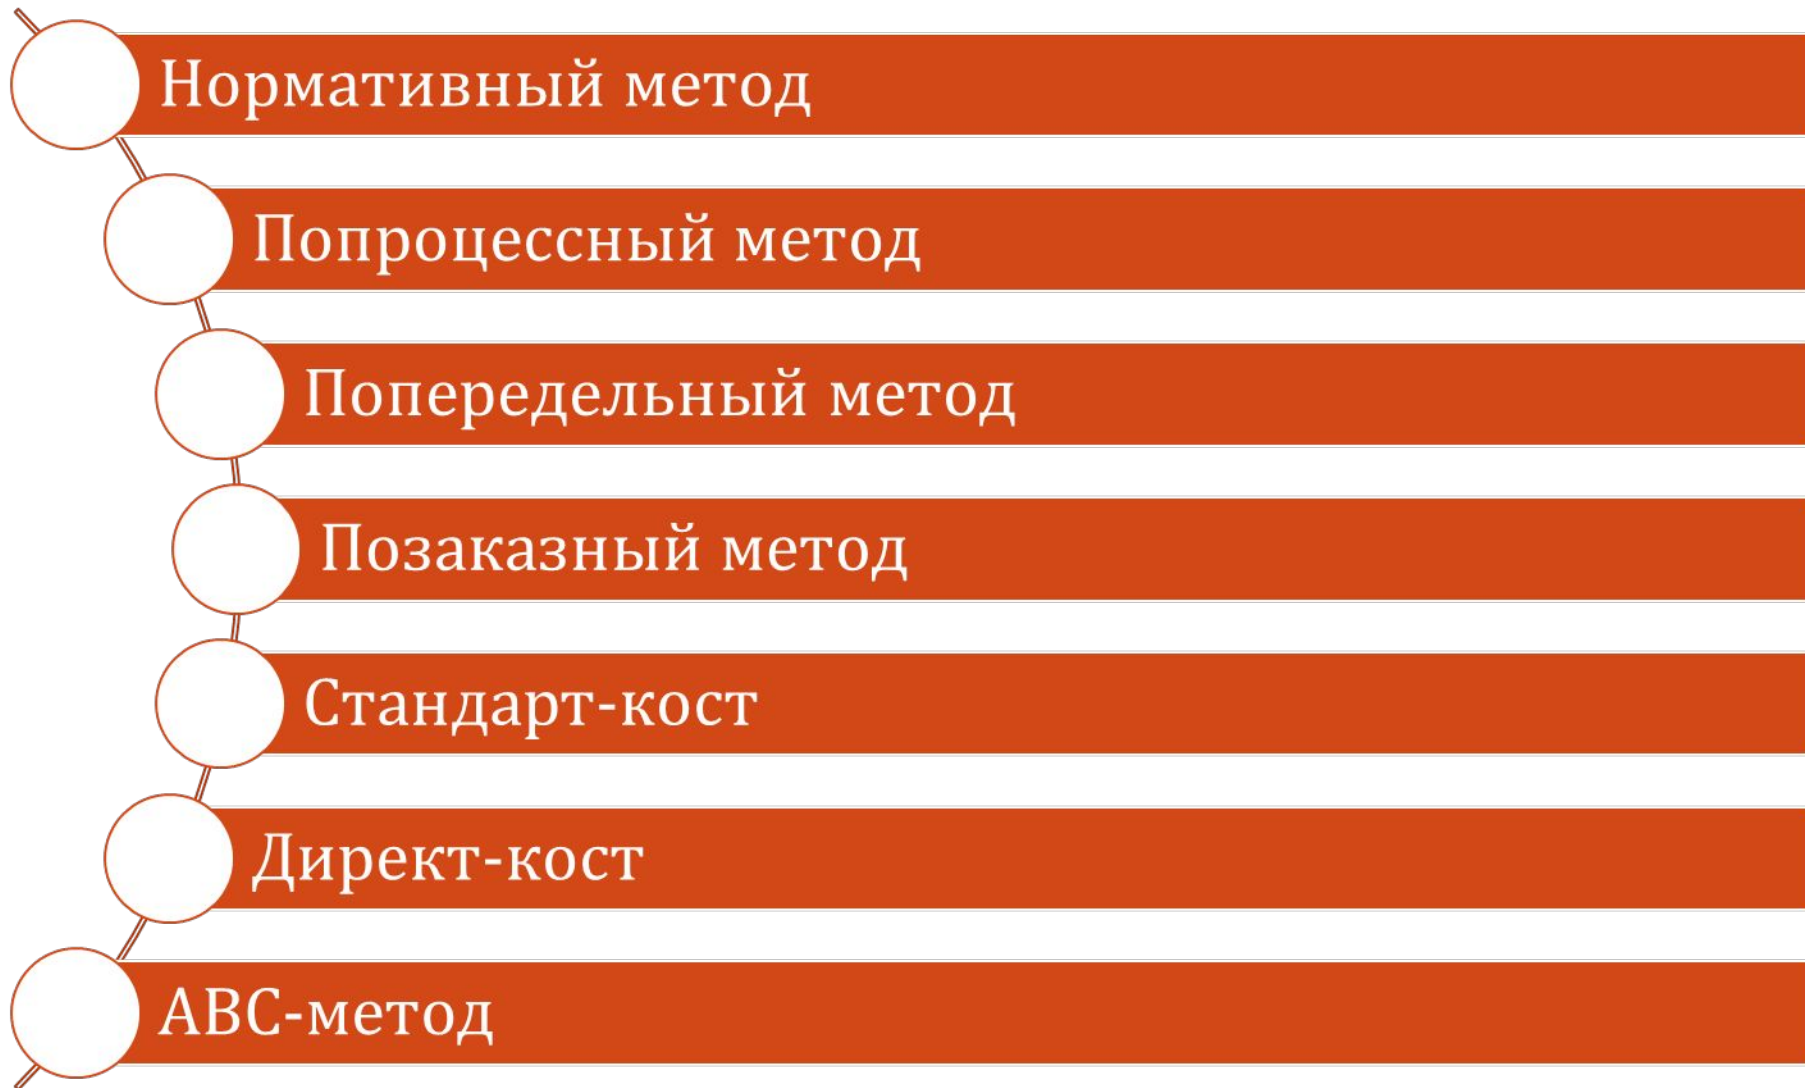 Нормативный метод
Попроцессный метод
Попередельный метод
Позаказный метод
Стандарт-кост
Директ-кост
АВС-метод